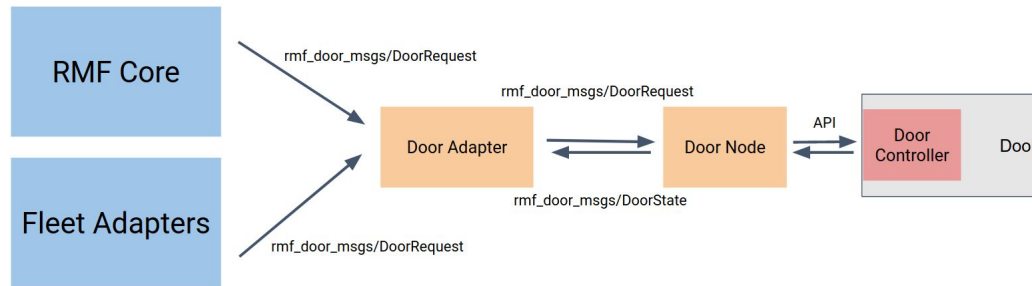 RMF Core
rmf_door_msgs/DoorRequest
rmf_door_msgs/DoorRequest
Door Adapter
Door Node
API
Door
Controller
Doo
rmf_door_msgs/DoorState
Fleet Adapters
rmf_door_msgs/DoorRequest